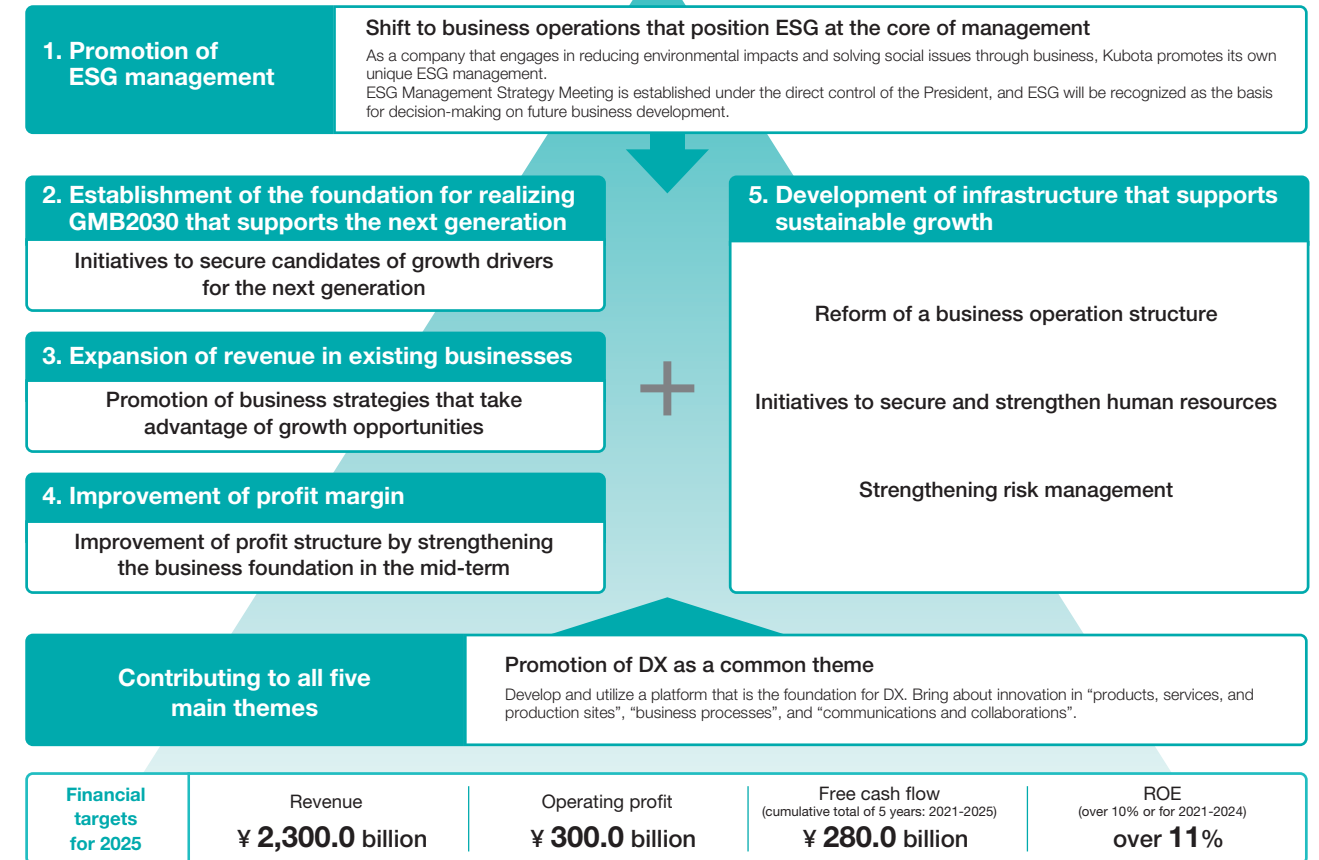 1. Promotion of
ESG management
Shift to business operations that position ESG at the core of management
As a company that engages in reducing environmental impacts and solving social issues through business, Kubota promotes its own
unique ESG management.
ESG Management Strategy Meeting is established under the direct control of the President, and ESG will be recognized as the basis
for decision-making on future business development.
2. Establishment of the foundation for realizing
GMB2030 that supports the next generation
Initiatives to secure candidates of growth drivers
for the next generation
3. Expansion of revenue in existing businesses
Promotion of business strategies that take
advantage of growth opportunities
4. Improvement of profit margin
Improvement of profit structure by strengthening
the business foundation in the mid-term
+
5. Development of infrastructure that supports
sustainable growth
Reform of a business operation structure
Initiatives to secure and strengthen human resources
Strengthening risk management
Contributing to all five
main themes
Promotion of DX as a common theme
Develop and utilize a platform that is the foundation for DX. Bring about innovation in “products, services, and
production sites”, “business processes”, and “communications and collaborations”.
Financial
targets
for 2025
Revenue
¥ 2,300.0 billion
Operating profit
¥ 300.0 billion
Free cash flow
(cumulative total of 5 years: 2021-2025)
¥ 280.0 billion
ROE
(over 10% or for 2021-2024)
over 11%